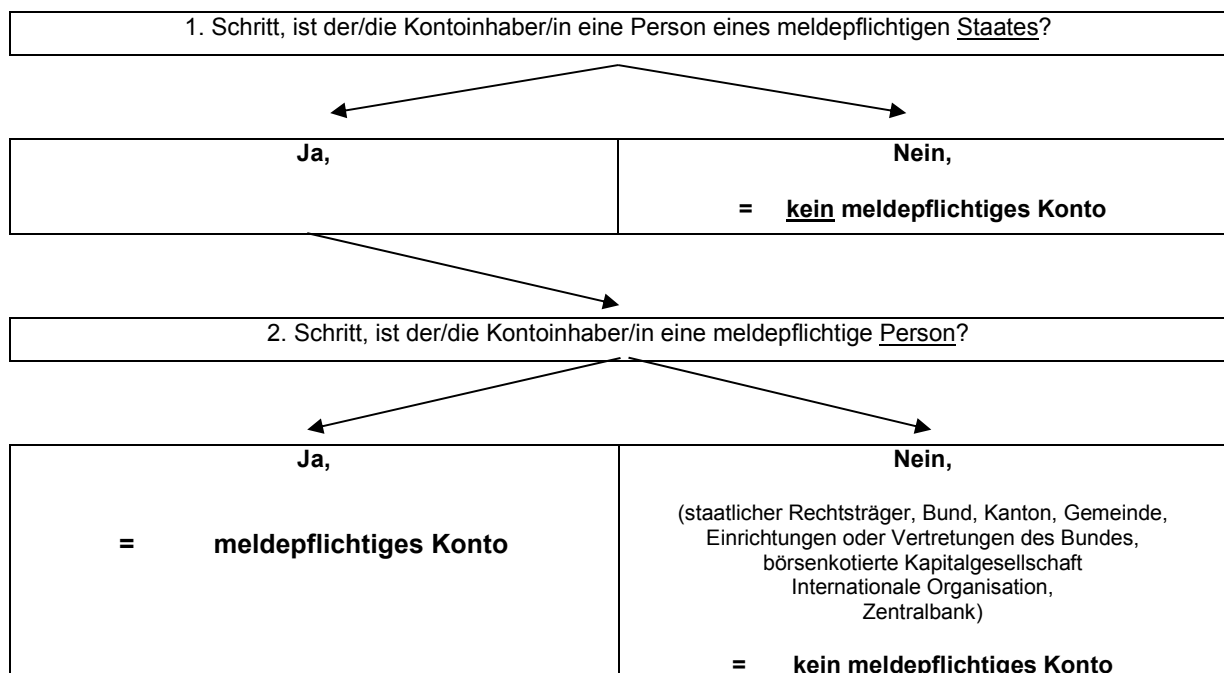 1. Schritt, ist der/die Kontoinhaber/in eine Person eines meldepflichtigen Staates?
Ja,
Nein,
= kein meldepflichtiges Konto
2. Schritt, ist der/die Kontoinhaber/in eine meldepflichtige Person?
Ja,
= meldepflichtiges Konto
Nein,
(staatlicher Rechtsträger, Bund, Kanton, Gemeinde,
Einrichtungen oder Vertretungen des Bundes,
börsenkotierte Kapitalgesellschaft
Internationale Organisation,
Zentralbank)
= kein meldepflichtiges Konto